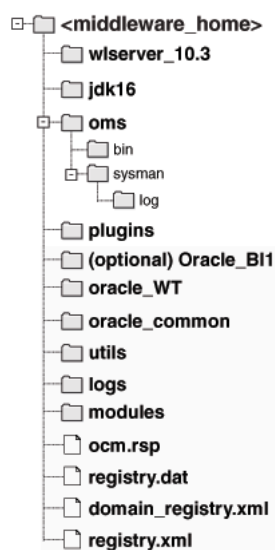 <middleware_home>
wlserver_10.3
jdk16
oms
bin
sysman
log
plugins
(optional) Oracle_BI1
oracle_WT
oracle_common
utils
logs
modules
ocm.rsp
registry.dat
domain_registry.xml
registry.xml